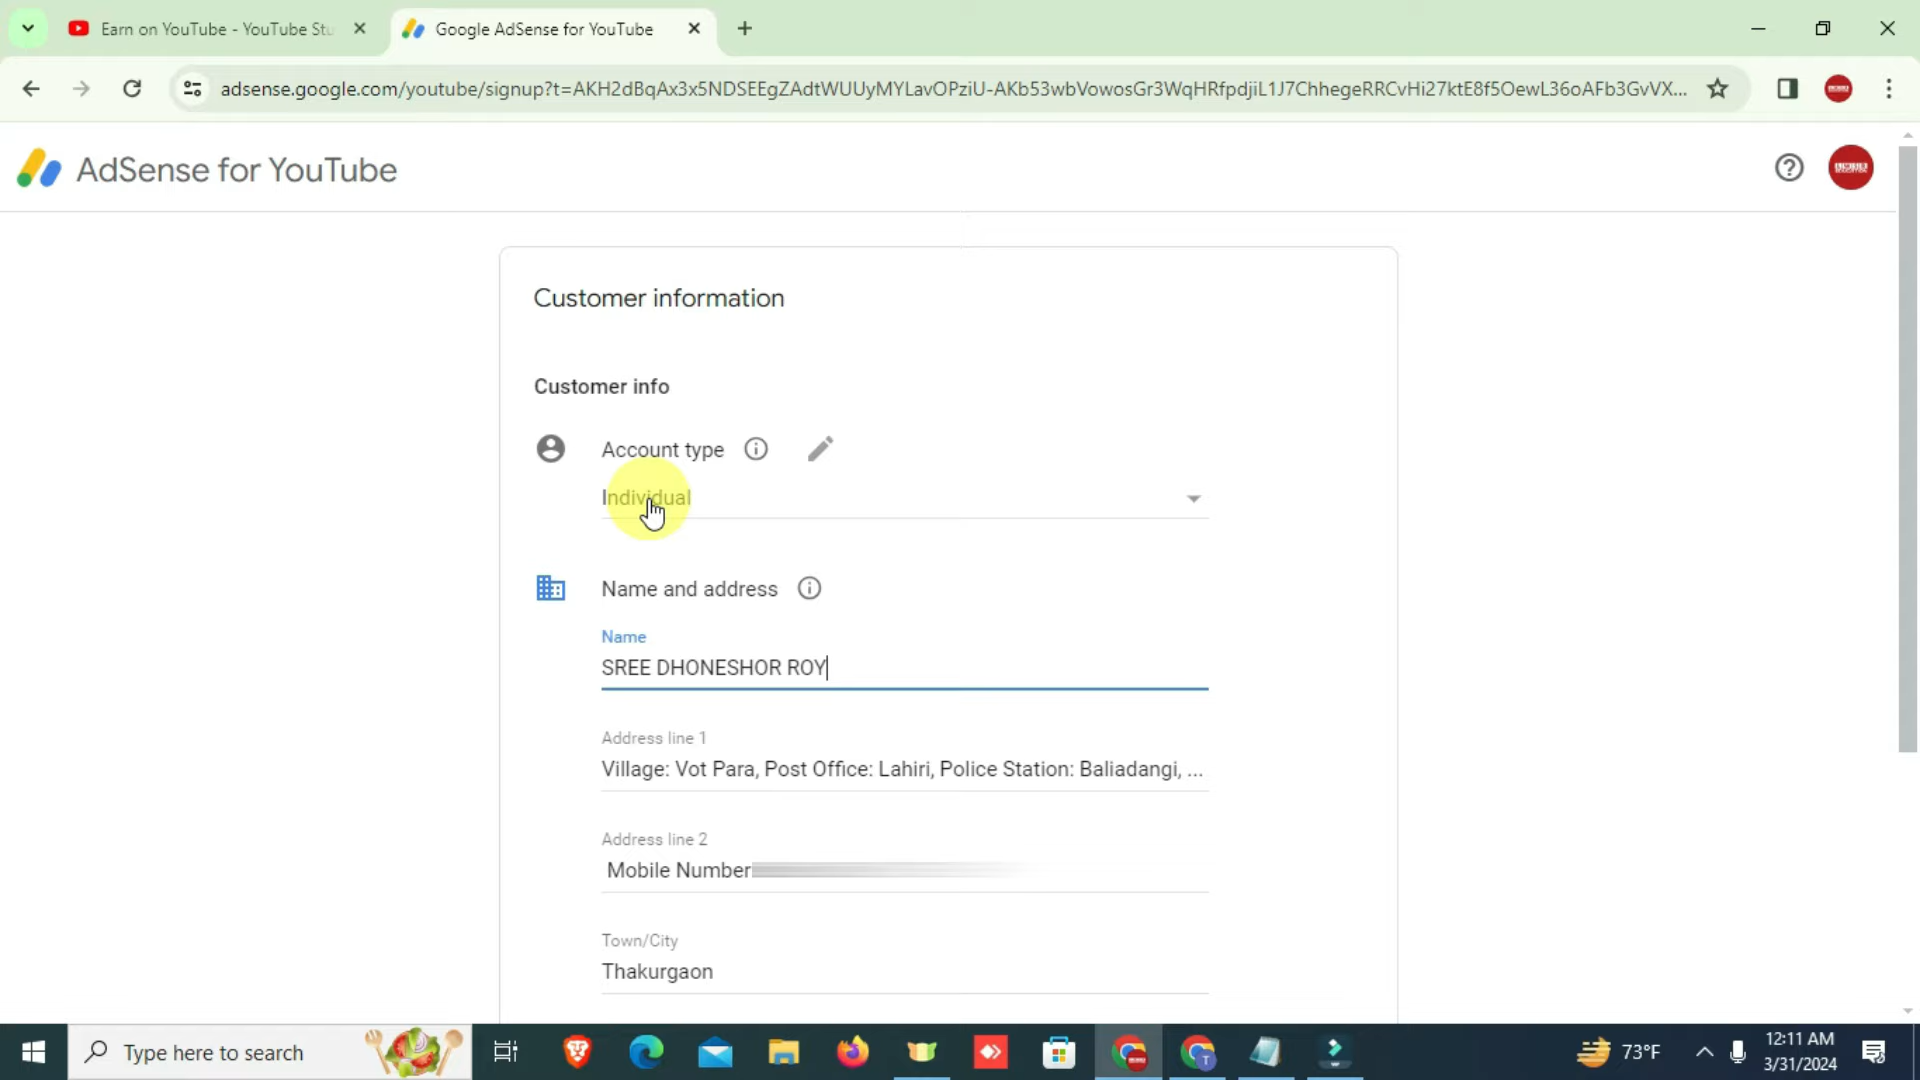 Earn on YouTube - YouTube Stu
Google AdSense for YouTube
adsense.google.com/youtube/signup?t=AKH2dBqAx3x5NDSEEgZAdtWUUyMYLavOPziU-AKb53wbVowosGr3WqHRfpdjiL1J7ChhegeRRCvHi27ktE8f5OewL36oAFb3GvVX...
AdSense for YouTube
Customer information
Customer info
Account type
Individual
Name and address
Name
SREE DHONESHOR ROY
Address line 1
Village: Vot Para, Post Office: Lahiri, Police Station: Baliadangi, ...
Address line 2
Mobile Number
Town/City
Thakurgaon
Type here to search
73°F
12:11 AM
3/31/2024